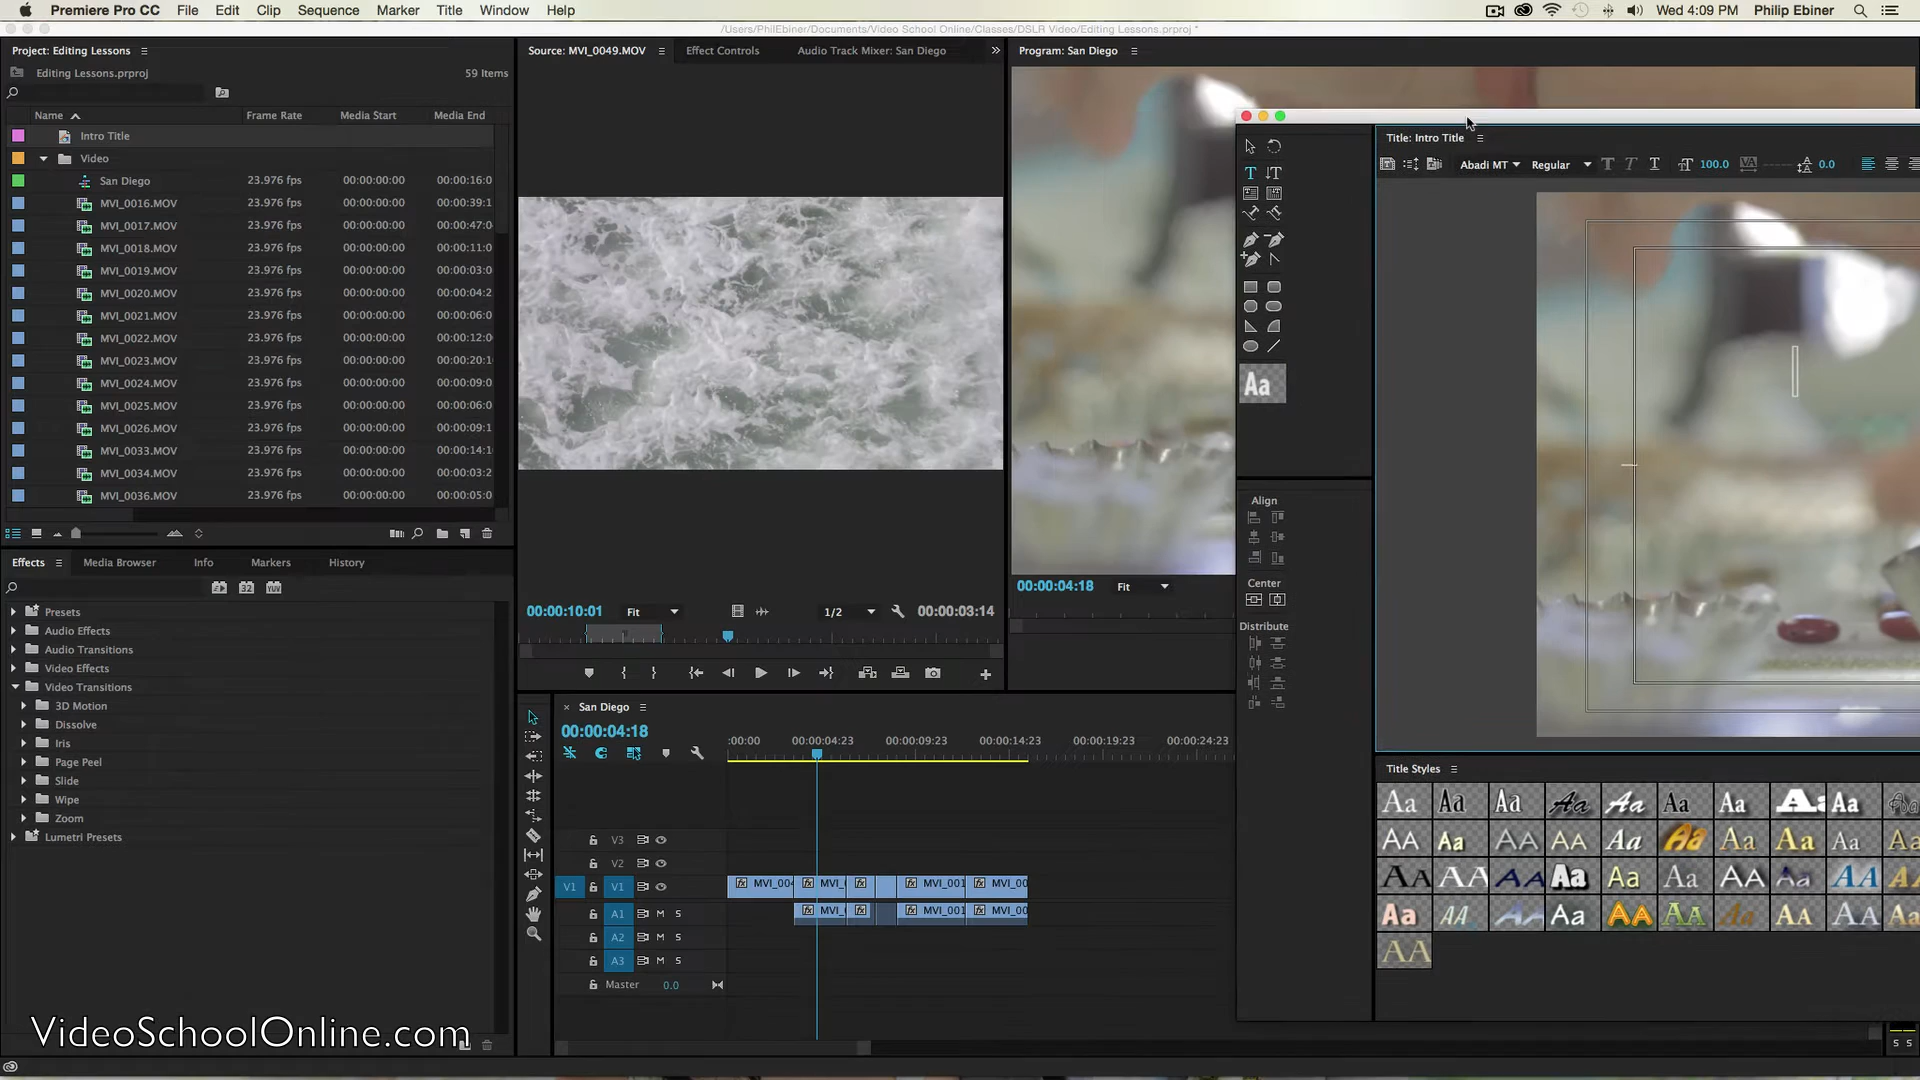 Premiere Pro CC File Edit Clip Sequence Marker Title Window Help Wed 4:09 PM Philip Ebiner
/Users/PhilEbiner/Documents/Video School Online/Classes/DSLR Video/Editing Lessons.prproj *
Project: Editing Lessons
Editing Lessons.prproj 59 Items
Name Frame Rate Media Start Media End
Intro Title
Video
San Diego 23.976 fps 00:00:00:00 00:00:16:0
MVI_0016.MOV 23.976 fps 00:00:00:00 00:00:39:1
MVI_0017.MOV 23.976 fps 00:00:00:00 00:00:47:0
MVI_0018.MOV 23.976 fps 00:00:00:00 00:00:11:0
MVI_0019.MOV 23.976 fps 00:00:00:00 00:00:03:0
MVI_0020.MOV 23.976 fps 00:00:00:00 00:00:04:2
MVI_0021.MOV 23.976 fps 00:00:00:00 00:00:06:0
MVI_0022.MOV 23.976 fps 00:00:00:00 00:00:12:0
MVI_0023.MOV 23.976 fps 00:00:00:00 00:00:20:1
MVI_0024.MOV 23.976 fps 00:00:00:00 00:00:09:0
MVI_0025.MOV 23.976 fps 00:00:00:00 00:00:06:0
MVI_0026.MOV 23.976 fps 00:00:00:00 00:00:09:1
MVI_0033.MOV 23.976 fps 00:00:00:00 00:00:14:1
MVI_0034.MOV 23.976 fps 00:00:00:00 00:00:03:2
MVI_0036.MOV 23.976 fps 00:00:00:00 00:00:05:0
Source: MVI_0049.MOV Effect Controls Audio Track Mixer: San Diego
00:00:10:01 Fit 1/2 00:00:03:14
Program: San Diego
00:00:04:18 Fit
Title: Intro Title
Abadi MT Regular T T T 100.0 0.0
Aa
Align
Center
Distribute
Title Styles
Aa Aa Aa Aa Aa Aa Aa Aa Aa Aa
AA Aa AA AA Aa Aa Aa Aa Aa Aa
AA AA AA Aa Aa Aa AA Aa AA Aa
Aa AA AA Aa AA AA Aa AA AA Aa
AA
Effects Media Browser Info Markers History
32 YUV
Presets
Audio Effects
Audio Transitions
Video Effects
Video Transitions
3D Motion
Dissolve
Iris
Page Peel
Slide
Wipe
Zoom
Lumetri Presets
San Diego
00:00:04:18
:00:00 00:00:04:23 00:00:09:23 00:00:14:23 00:00:19:23 00:00:24:23
V3
V2
V1 V1 MVI_004 MVI_ MVI_001 MVI_00
A1 M S MVI_ MVI_001 MVI_00
A2 M S
A3 M S
Master 0.0
S S
VideoSchoolOnline.com